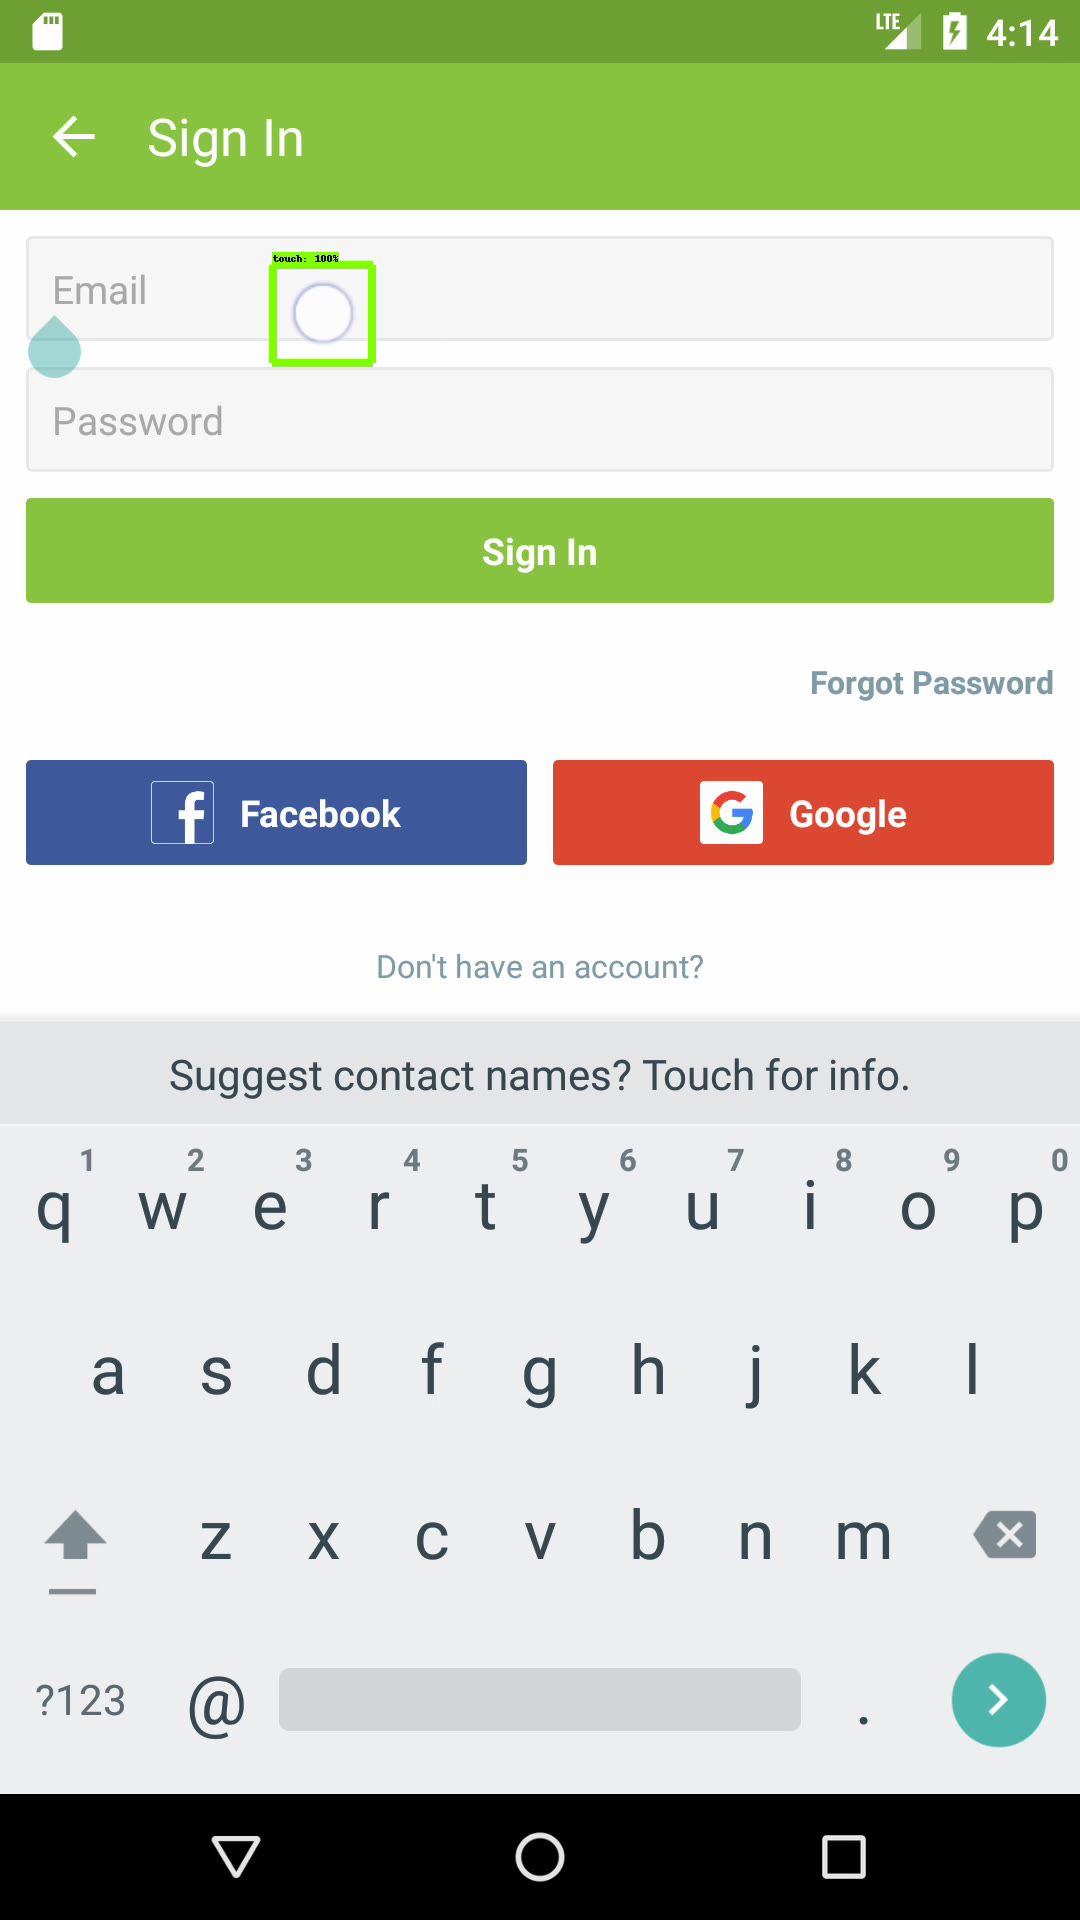 LTE 4:14
Sign In
touch: 100%
Email
Password
Sign In
Forgot Password
Facebook Google
Don't have an account?
Suggest contact names? Touch for info.
1 2 3 4 5 6 7 8 9 0
q w e r t y u i o p
a s d f g h j k l
z x c v b n m
?123 @ .